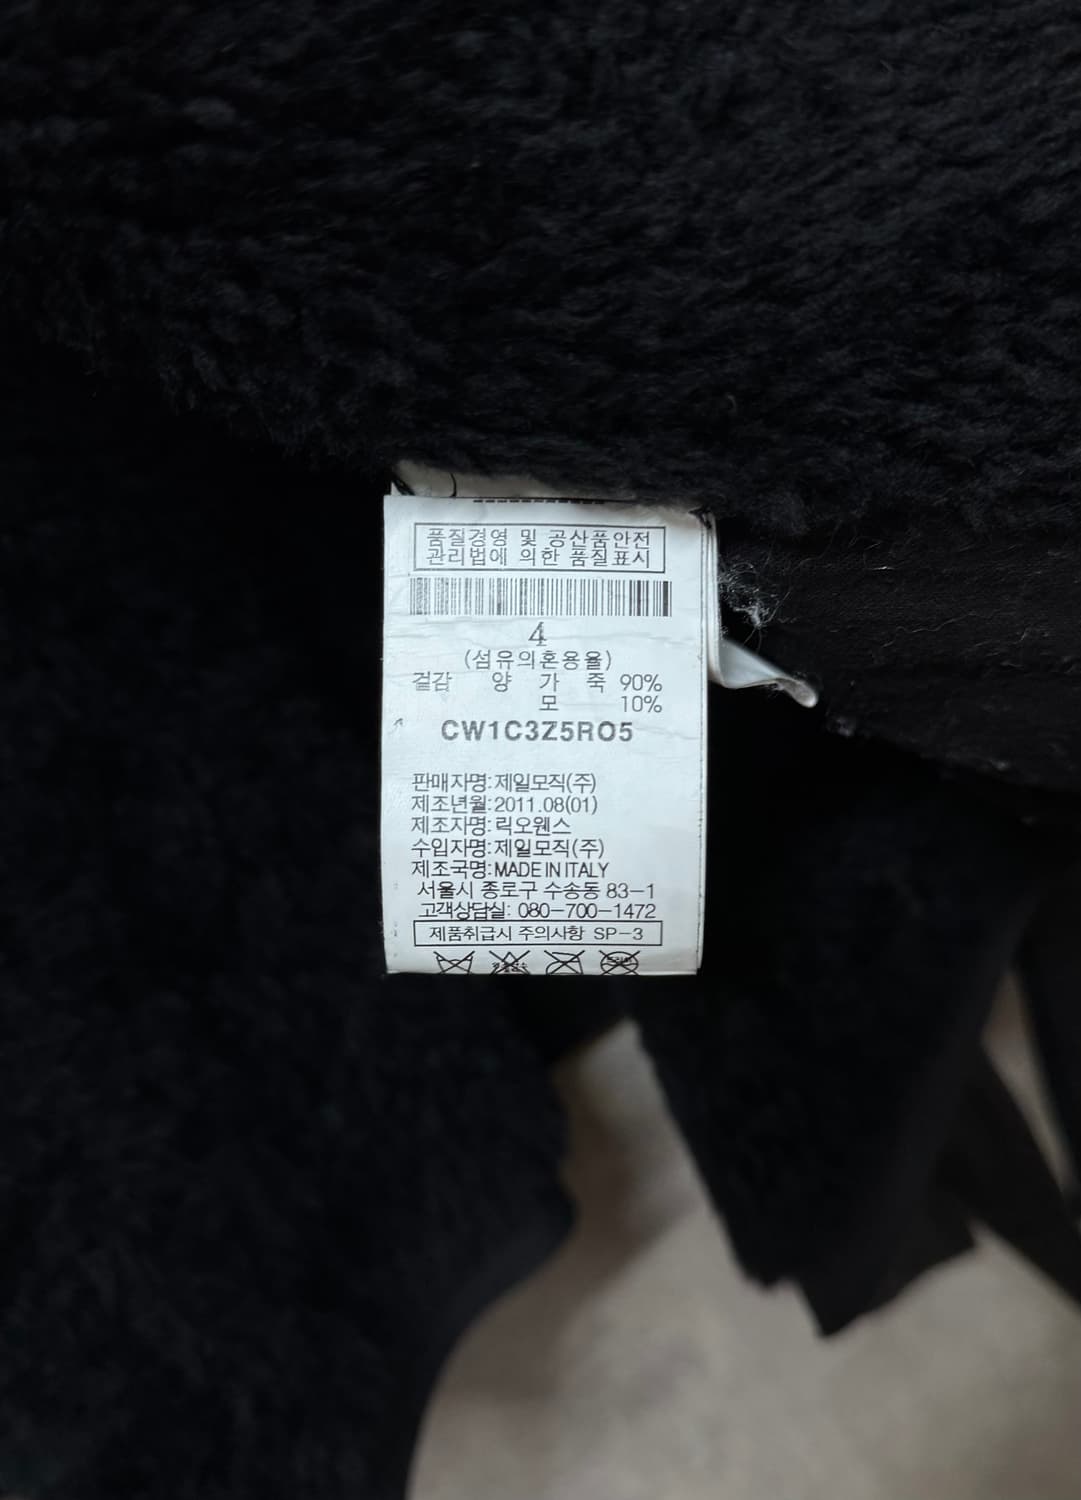 품질경영 및 공산품안전
관리법에 의한 품질표시
4
(섬유의혼용율)
겉감 양 가 죽 90%
모 10%
CW1C3Z5RO5
판매자명:제일모직(주)
제조년월:2011.08(01)
제조자명:릭오웬스
수입자명:제일모직(주)
제조국명:MADE IN ITALY
서울시 종로구 수송동 83-1
고객상담실: 080-700-1472
제품취급시 주의사항 SP-3